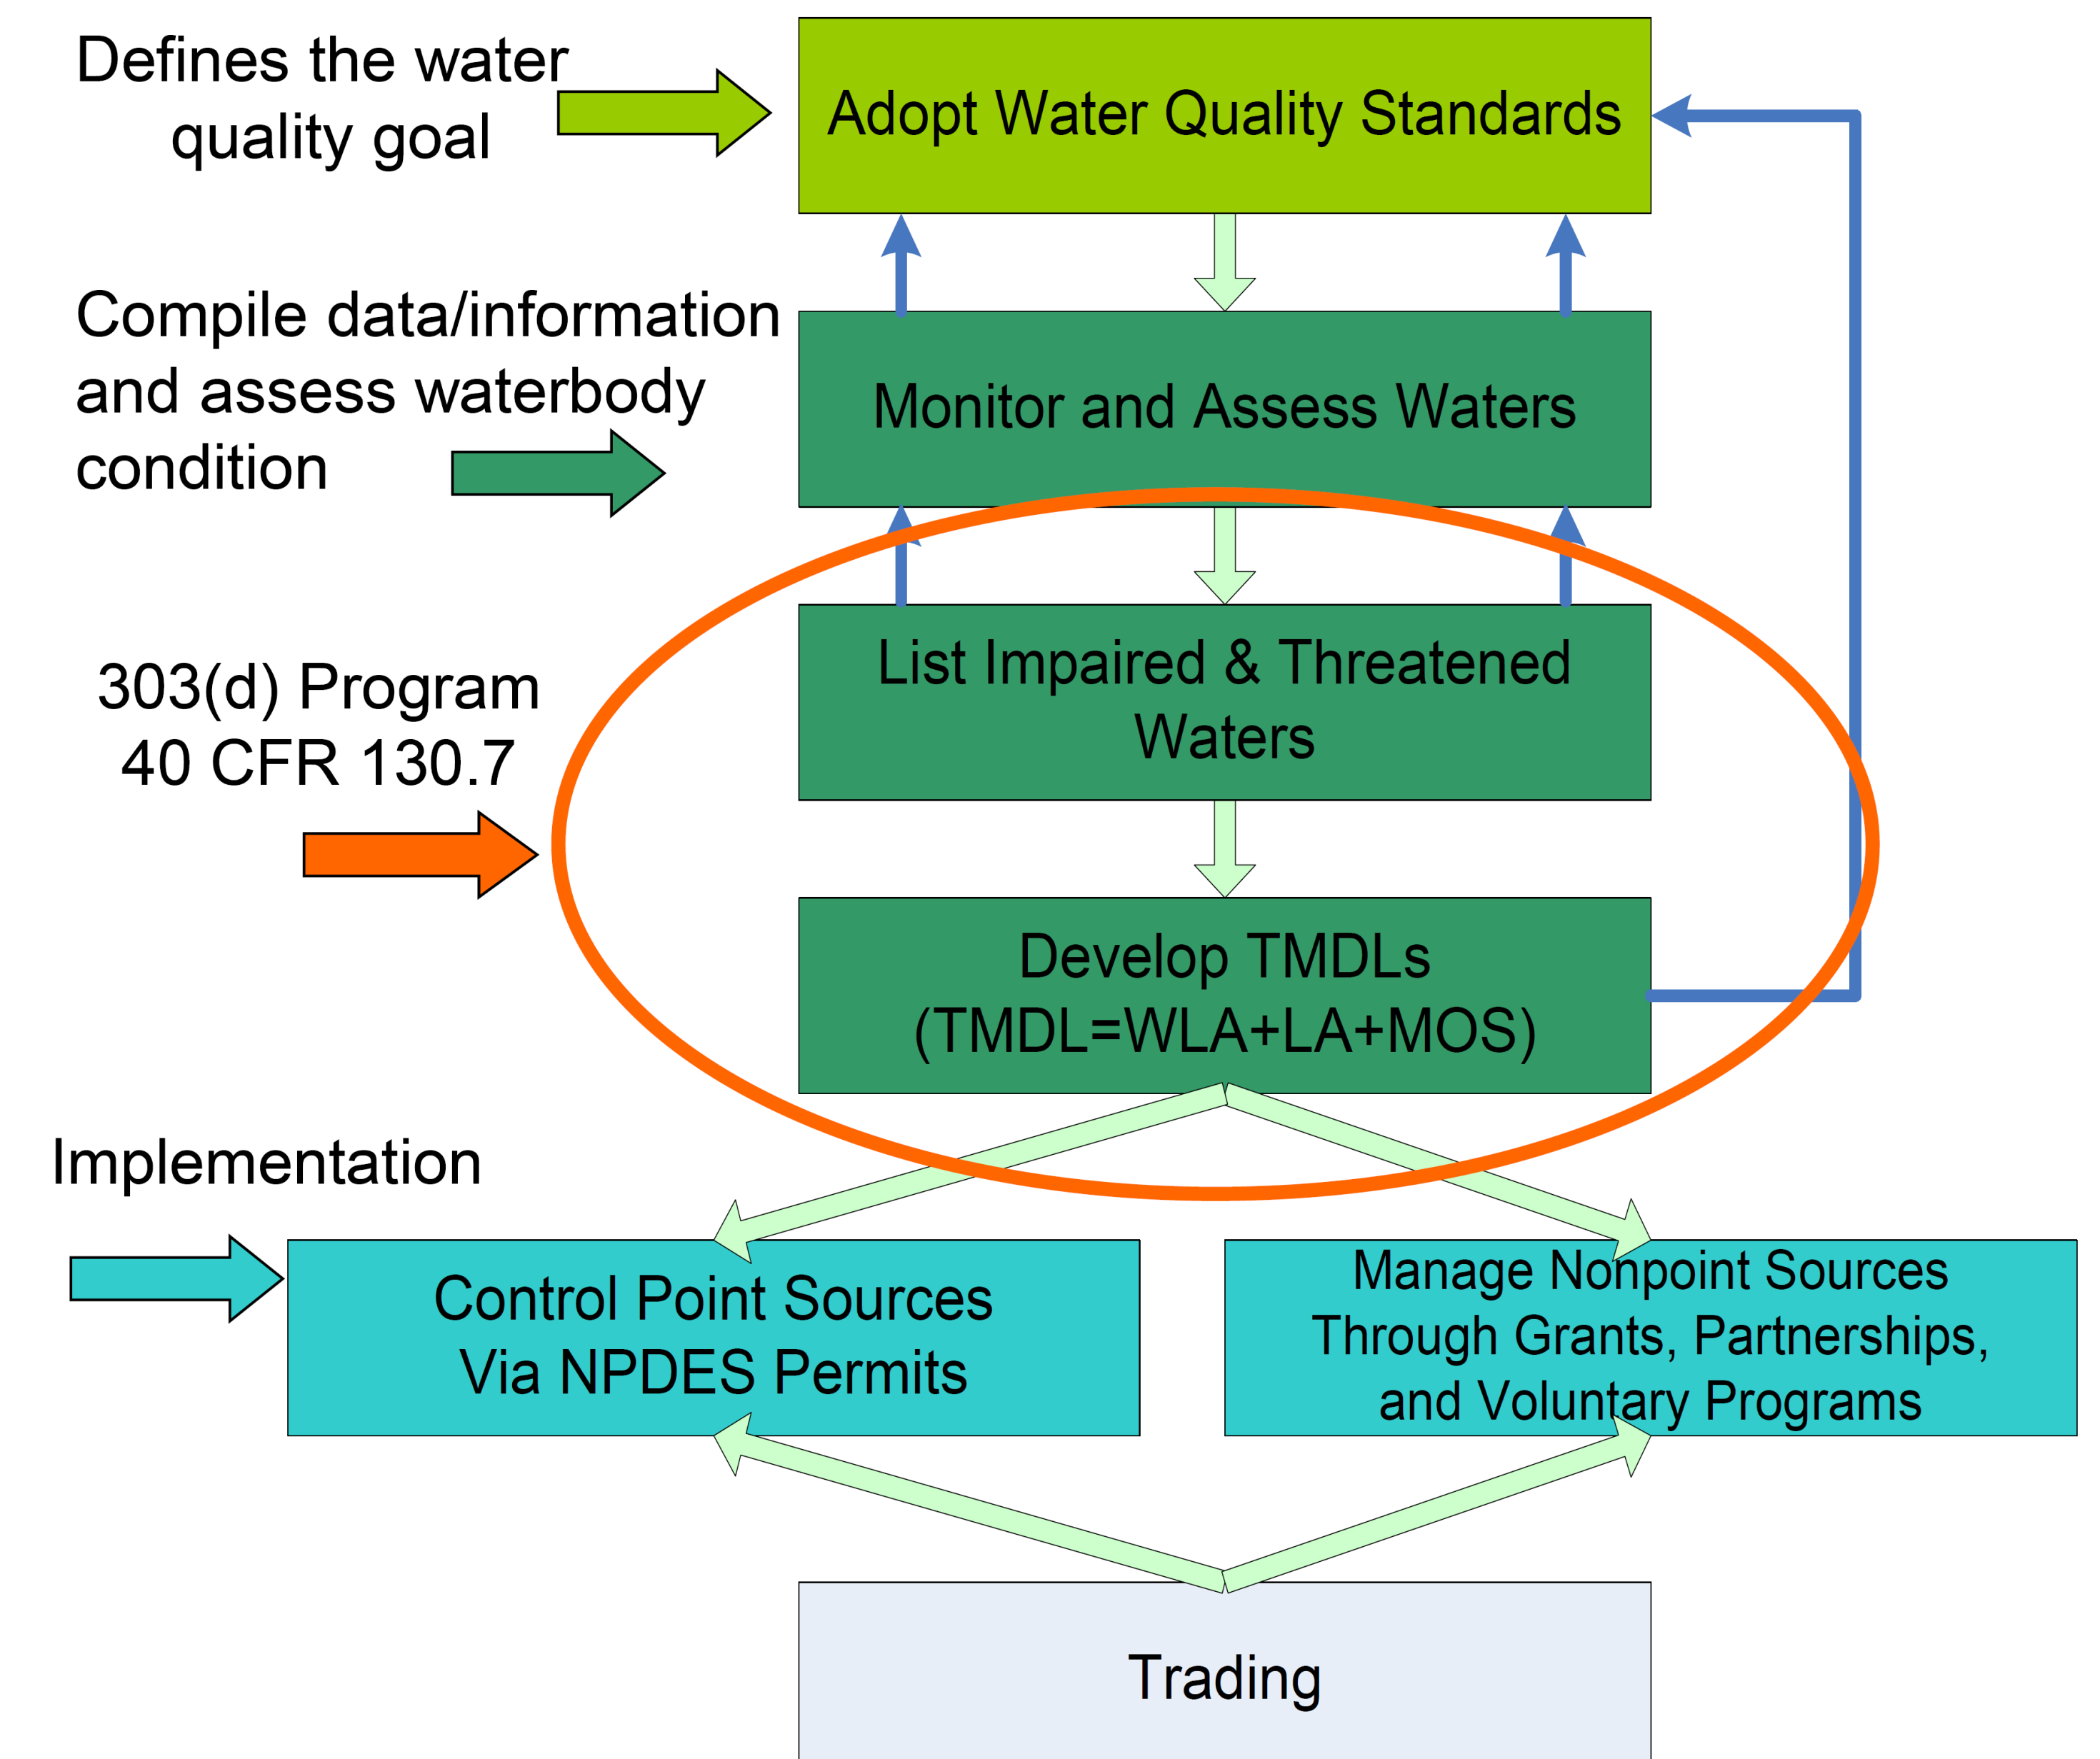 Defines the water
quality goal
Adopt Water Quality Standards
Compile data/information
and assess waterbody
condition
Monitor and Assess Waters
303(d) Program
40 CFR 130.7
List Impaired & Threatened
Waters
Develop TMDLs
(TMDL=WLA+LA+MOS)
Implementation
Control Point Sources
Via NPDES Permits
Manage Nonpoint Sources
Through Grants, Partnerships,
and Voluntary Programs
Trading